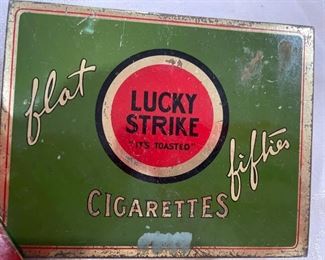 flat
LUCKY
STRIKE
"IT'S TOASTED"
fifties
CIGARETTES